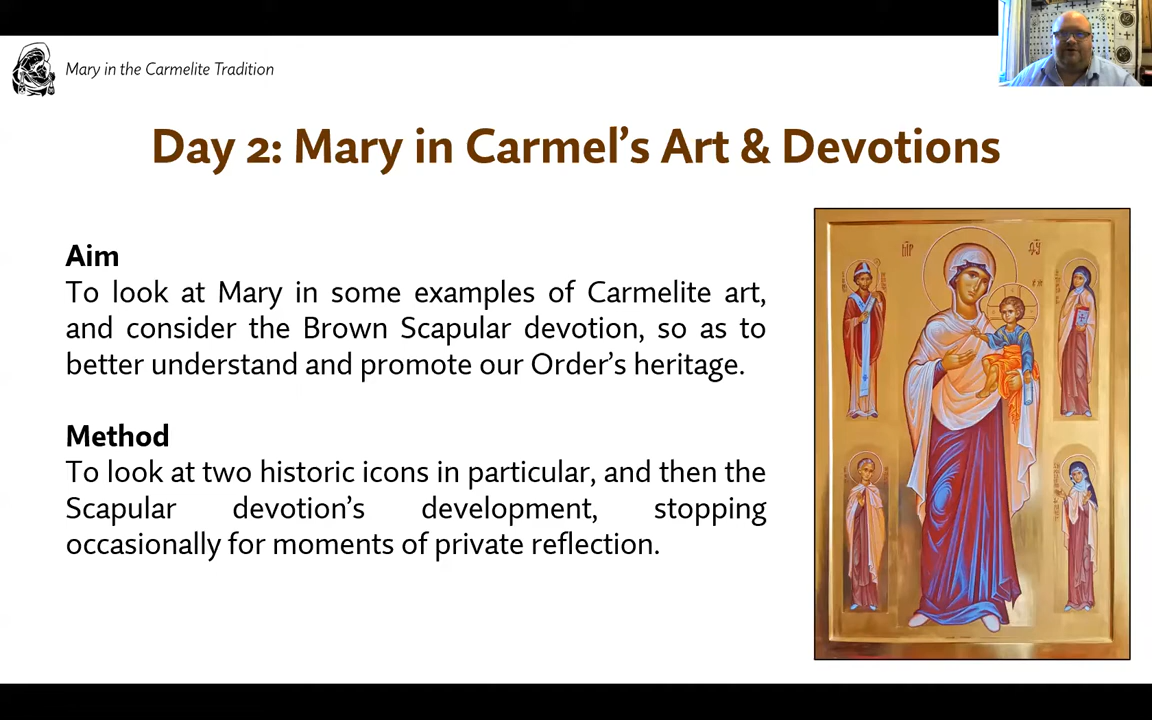 Mary in the Carmelite Tradition
Day 2: Mary in Carmel’s Art & Devotions
Aim
To look at Mary in some examples of Carmelite art,
and consider the Brown Scapular devotion, so as to
better understand and promote our Order’s heritage.
Method
To look at two historic icons in particular, and then the
Scapular devotion’s development, stopping
occasionally for moments of private reflection.